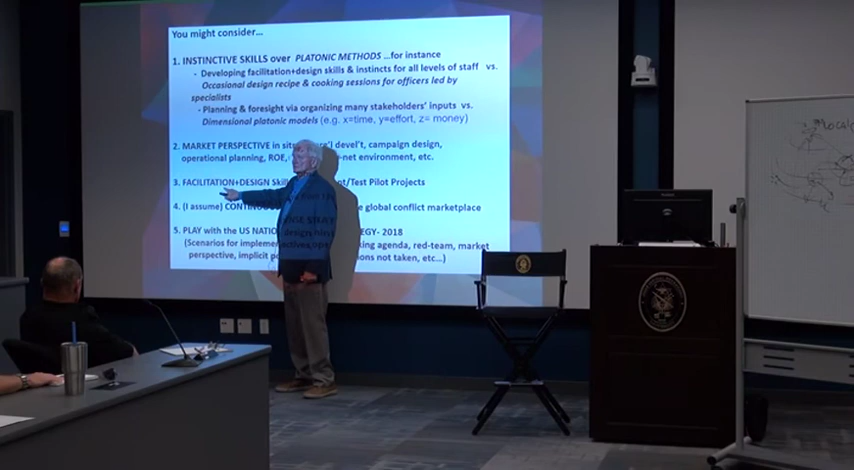 You might consider...
1. INSTINCTIVE SKILLS over PLATONIC METHODS ...for instance
- Developing facilitation+design skills & instincts for all levels of staff vs.
Occasional design recipe & cooking sessions for officers led by
specialists
- Planning & foresight via organizing many stakeholders' inputs vs.
Dimensional platonic models (e.g. x=time, y=effort, z= money)
2. MARKET PERSPECTIVE in devel't, campaign design,
operational planning, ROE, -net environment, etc.
3. FACILITATION+DESIGN /Test Pilot Projects
4. (I assume) global conflict marketplace
5. PLAY with the US - 2018
(Scenarios for agenda, red-team, market
perspective, implicit not taken, etc...)